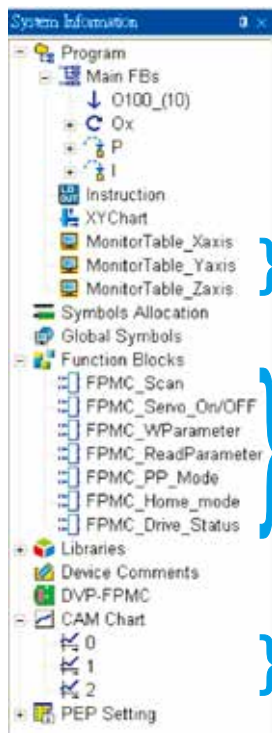 System Information
Program
Main FBs
O100_(10)
Ox
P
I
Instruction
XYChart
MonitorTable_Xaxis
MonitorTable_Yaxis
MonitorTable_Zaxis
Symbols Allocation
Global Symbols
Function Blocks
FPMC_Scan
FPMC_Servo_On/OFF
FPMC_WParameter
FPMC_ReadParameter
FPMC_PP_Mode
FPMC_Home_mode
FPMC_Drive_Status
Libraries
Device Comments
DVP-FPMC
CAM Chart
0
1
2
PEP Setting